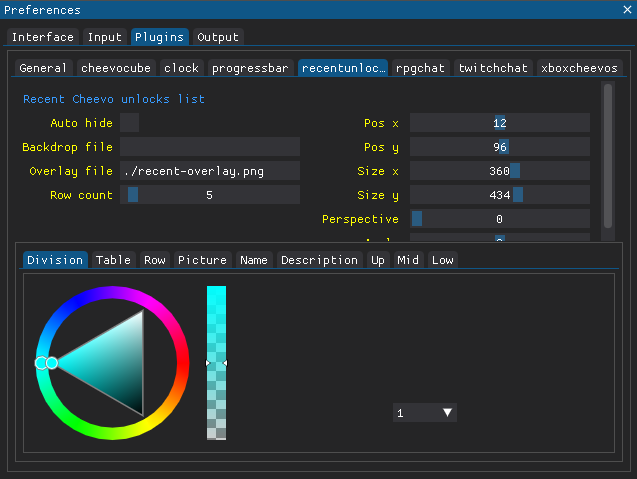 Preferences
Interface Input Plugins Output
General cheevocube clock progressbar recentunloc… rpgchat twitchchat xboxcheevos
Recent Cheevo unlocks list
Auto hide
Pos x 12
Backdrop file
Pos y 96
Overlay file ./recent-overlay.png
Size x 360
Row count 5
Size y 434
Perspective 0
Division Table Row Picture Name Description Up Mid Low
1